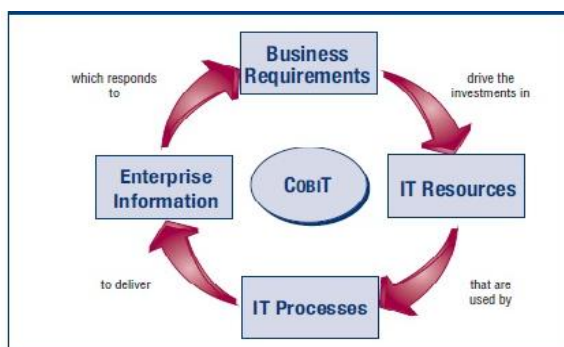 Business
Requirements
drive the
investments in
IT Resources
that are
used by
IT Processes
to deliver
Enterprise
Information
which responds
to
COBIT